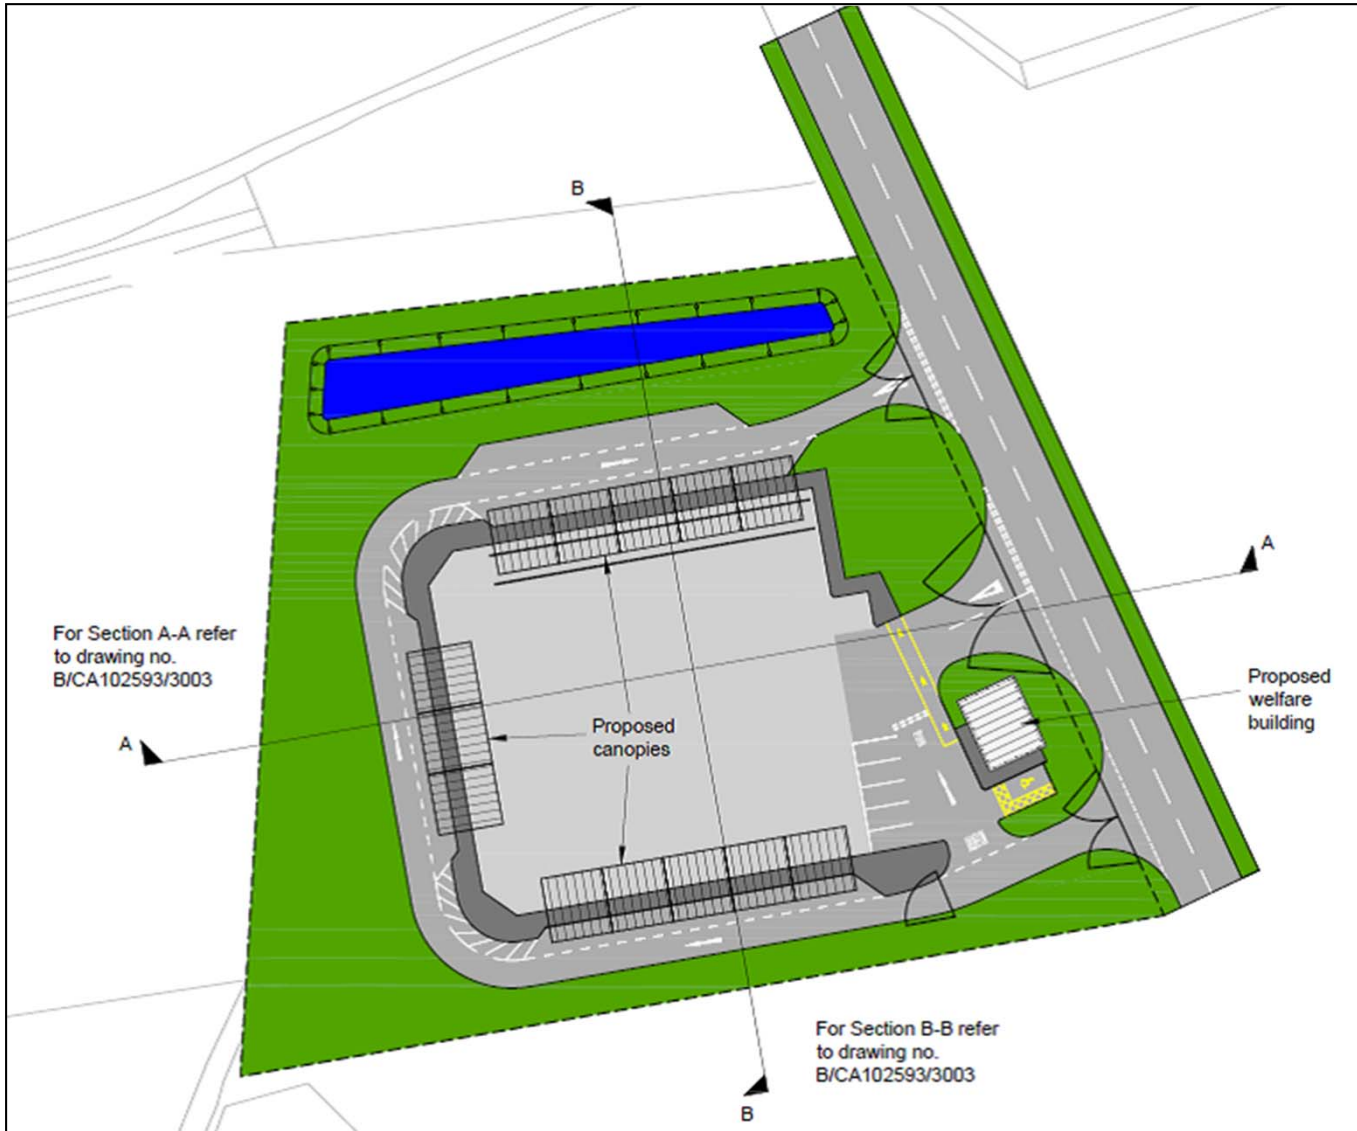 B
A
For Section A-A refer
to drawing no.
B/CA102593/3003
Proposed
welfare
building
Proposed
canopies
A
For Section B-B refer
to drawing no.
B/CA102593/3003
B